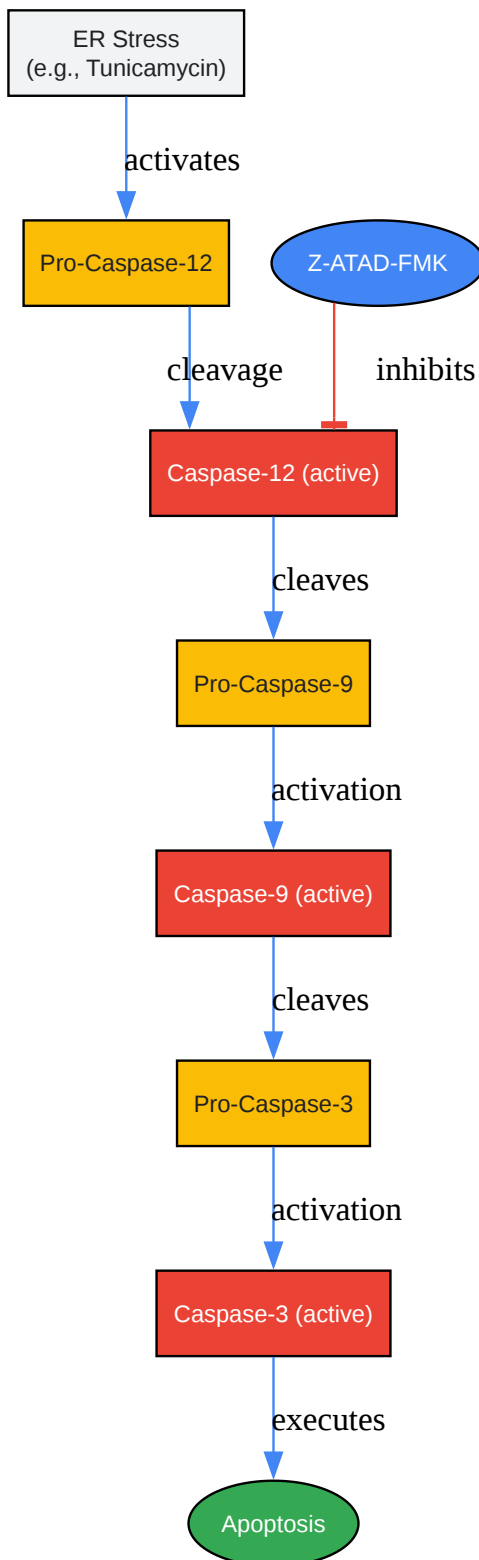 ER Stress
(e.g., Tunicamycin)
activates
Pro-Caspase-12
Z-ATAD-FMK
cleavage
inhibits
Caspase-12 (active)
cleaves
Pro-Caspase-9
activation
Caspase-9 (active)
cleaves
Pro-Caspase-3
activation
Caspase-3 (active)
executes
Apoptosis